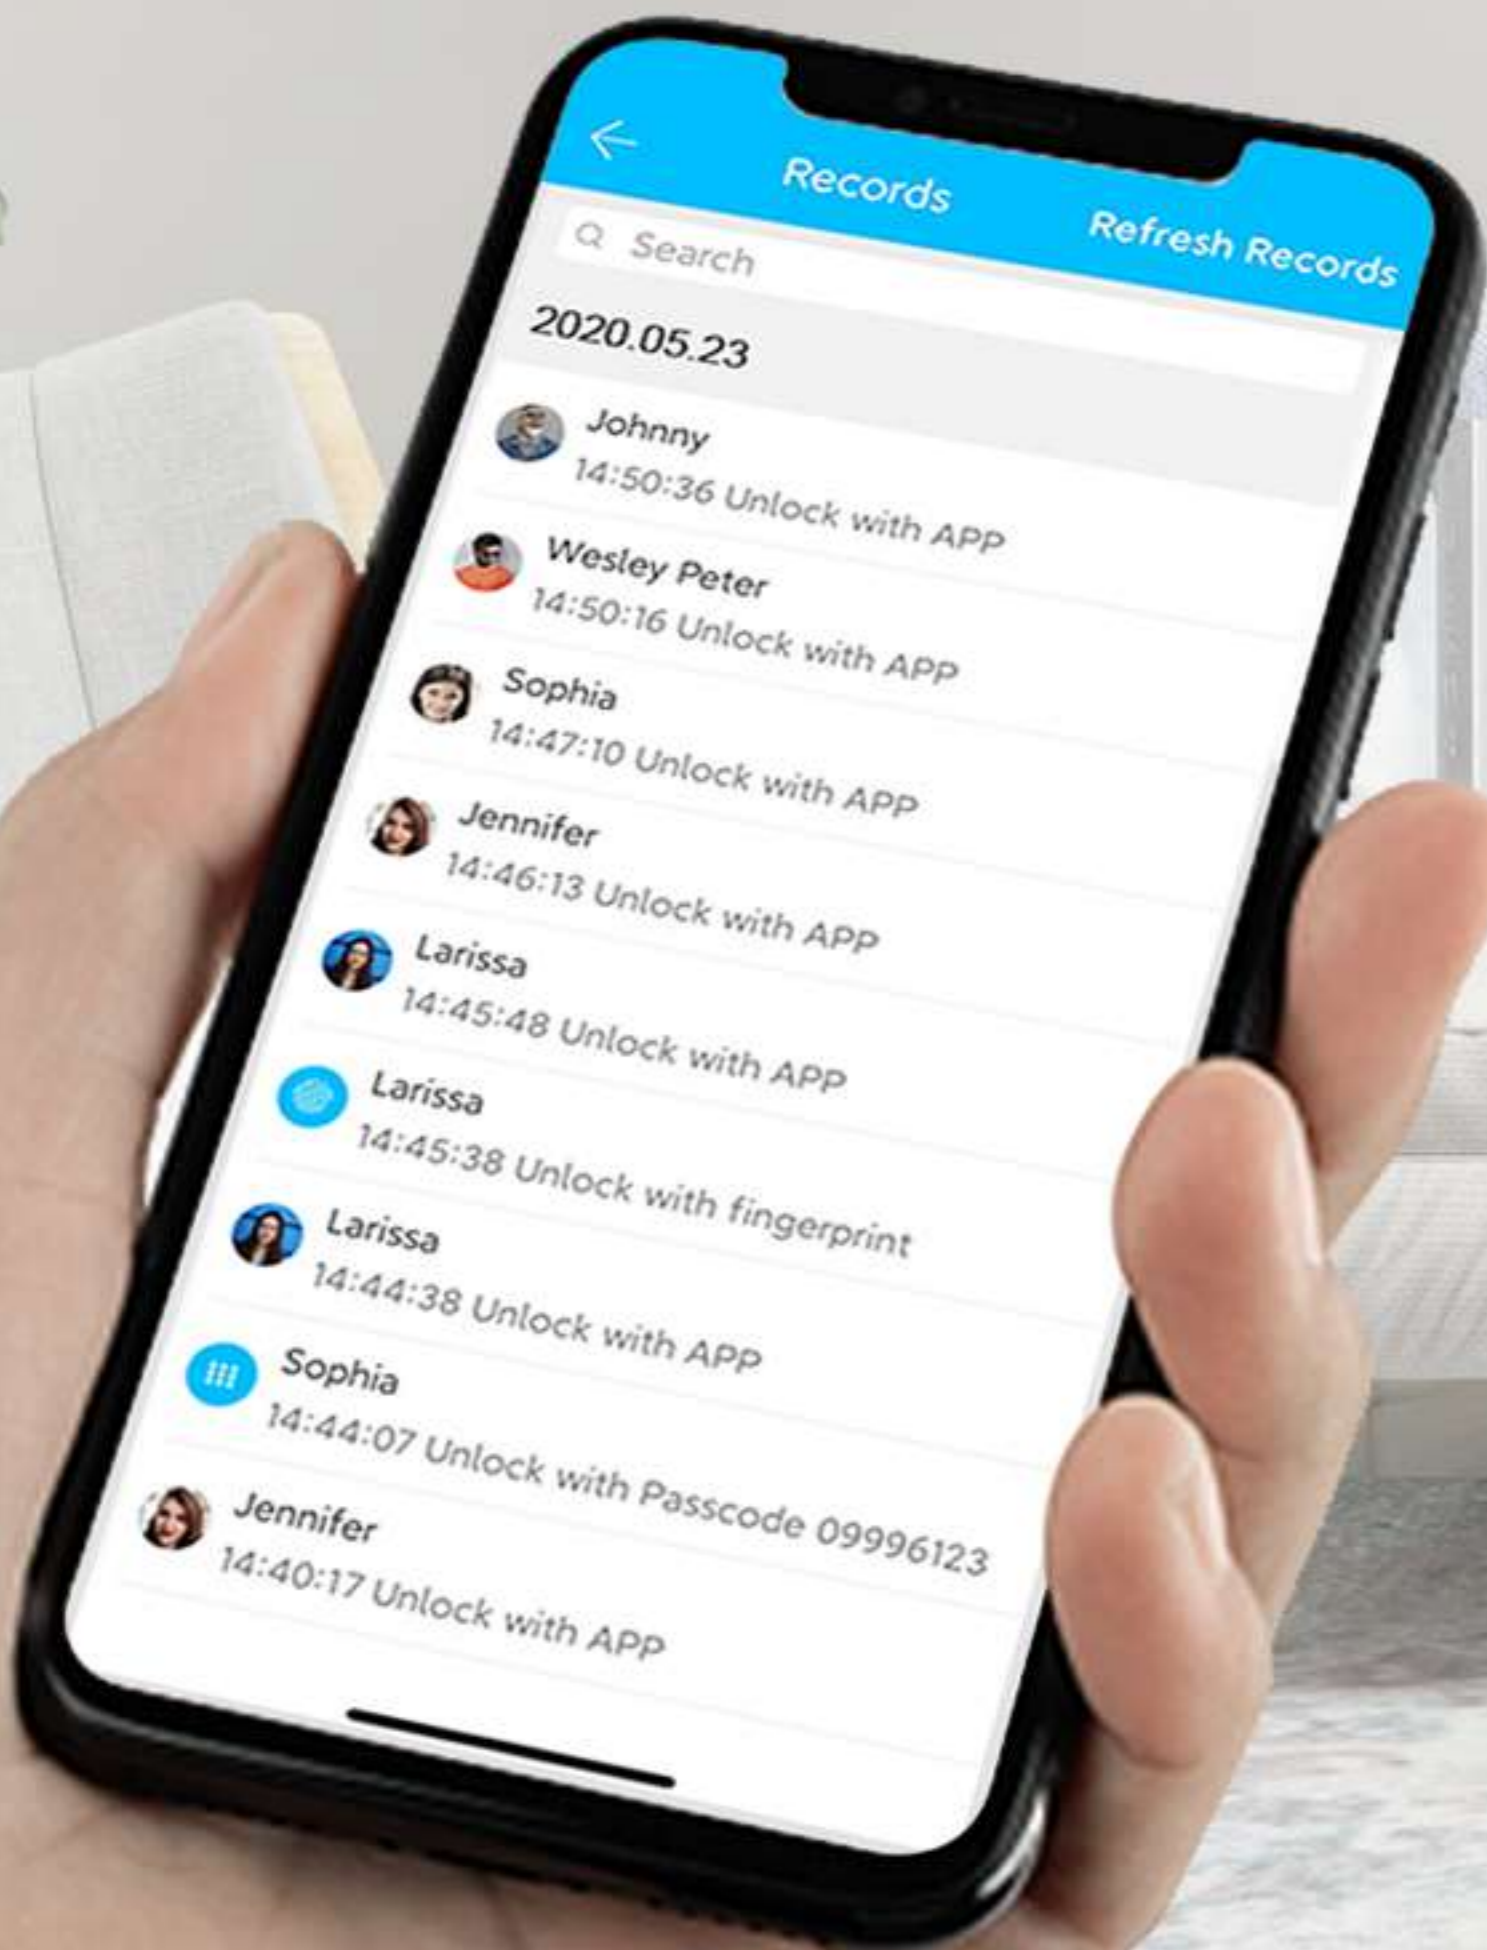 Records
Refresh Records
Search
2020.05.23
Johnny
14:50:36 Unlock with APP
Wesley Peter
14:50:16 Unlock with APP
Sophia
14:47:10 Unlock with APP
Jennifer
14:46:13 Unlock with APP
Larissa
14:45:48 Unlock with APP
Larissa
14:45:38 Unlock with fingerprint
Larissa
14:44:38 Unlock with APP
Sophia
14:44:07 Unlock with Passcode 09996123
Jennifer
14:40:17 Unlock with APP